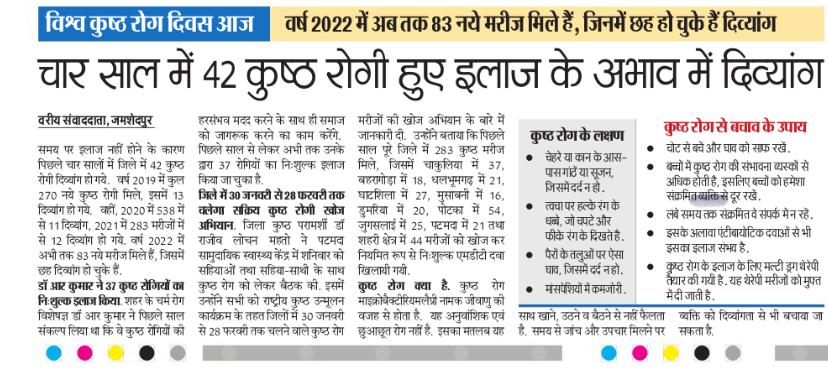 विश्व कुष्ठ रोग दिवस आज
वर्ष 2022 में अब तक 83 नये मरीज मिले हैं, जिनमें छह हो चुके हैं दिव्यांग
चार साल में 42 कुष्ठ रोगी हुए इलाज के अभाव में दिव्यांग
वरीय संवाददाता, जमशेदपुर
समय पर इलाज नहीं होने के कारण
पिछले चार सालों में जिले में 42 कुष्ठ
रोगी दिव्यांग हो गये. वर्ष 2019 में कुल
270 नये कुष्ठ रोगी मिले, इसमें 13
दिव्यांग हो गये. वहीं, 2020 में 538 में
से 11 दिव्यांग, 2021 में 283 मरीजों में
से 12 दिव्यांग हो गये. वर्ष 2022 में
अभी तक 83 नये मरीज मिले हैं, जिसमें
छह दिव्यांग हो चुके हैं.
डॉ आर कुमार ने 37 कुष्ठ रोगियों का
निःशुल्क इलाज किया. शहर के चर्म रोग
विशेषज्ञ डॉ आर कुमार ने पिछले साल
संकल्प लिया था कि वे कुष्ठ रोगियों की
हरसंभव मदद करने के साथ ही समाज
को जागरूक करने का काम करेंगे.
पिछले साल से लेकर अभी तक उनके
द्वारा 37 रोगियों का निःशुल्क इलाज
किया जा चुका है.
जिले में 30 जनवरी से 28 फरवरी तक
चलेगा सक्रिय कुष्ठ रोगी खोज
अभियान. जिला कुष्ठ परामर्शी डॉ
राजीव लोचन महतो ने पटमदा
सामुदायिक स्वास्थ्य केंद्र में शनिवार को
सहियाओं तथा सहिया-साथी के साथ
कुष्ठ रोग को लेकर बैठक की. इसमें
उन्होंने सभी को राष्ट्रीय कुष्ठ उन्मूलन
कार्यक्रम के तहत जिलों में 30 जनवरी
से 28 फरवरी तक चलने वाले कुष्ठ रोग
मरीजों की खोज अभियान के बारे में
जानकारी दी. उन्होंने बताया कि पिछले
साल पूरे जिले में 283 कुष्ठ मरीज
मिले, जिसमें चाकुलिया में 37,
बहरागोड़ा में 18, धलभूमगढ़ में 21,
घाटशिला में 27, मुसाबनी में 16,
डुमरिया में 20, पोटका में 54,
जुगसलाई में 25, पटमदा में 21 तथा
शहरी क्षेत्र में 44 मरीजों को खोज कर
नियमित रूप से निःशुल्क एमडीटी दवा
खिलायी गयी.
कुष्ठ रोग क्या है. कुष्ठ रोग
माइक्रोबैक्टीरियमलैप्री नामक जीवाणु की
वजह से होता है. यह अनुवांशिक एवं
छुआछूत रोग नहीं है. इसका मतलब यह
कुष्ठ रोग के लक्षण
चेहरे या कान के आस-
पास गांठें या सूजन,
जिसमें दर्द न हो.
त्वचा पर हल्के रंग के
धब्बे, जो चपटे और
फीके रंग के दिखते हैं.
पैरों के तलुओं पर ऐसा
घाव, जिसमें दर्द न हो.
मांसपेशियों में कमजोरी.
कुष्ठ रोग से बचाव के उपाय
चोट से बचें और घाव को साफ रखें.
बच्चों में कुष्ठ रोग की संभावना व्यस्कों से
अधिक होती है, इसलिए बच्चों को हमेशा
संक्रमित व्यक्ति से दूर रखें.
लंबे समय तक संक्रमित से संपर्क में न रहें.
इसके अलावा एंटीबायोटिक दवाओं से भी
इसका इलाज संभव है.
कुष्ठ रोग के इलाज के लिए मल्टी ड्रग थेरेपी
तैयार की गयी है. यह थेरेपी मरीजों को मुफ्त
में दी जाती है.
साथ खाने, उठने व बैठने से नहीं फैलता
है. समय से जांच और उपचार मिलने पर
व्यक्ति को दिव्यांगता से भी बचाया जा
सकता है.